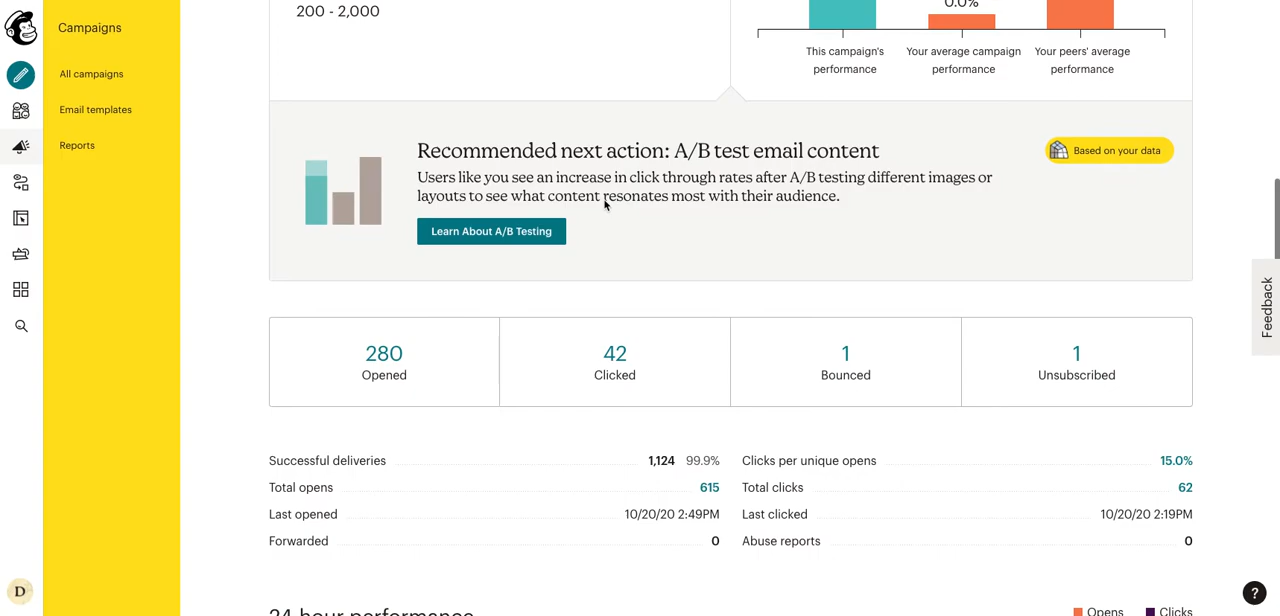 Campaigns
All campaigns
Email templates
Reports
200 - 2,000
0.0%
This campaign's
performance
Your average campaign
performance
Your peers' average
performance
Recommended next action: A/B test email content
Users like you see an increase in click through rates after A/B testing different images or
layouts to see what content resonates most with their audience.
Based on your data
Learn About A/B Testing
280
Opened
42
Clicked
1
Bounced
1
Unsubscribed
Successful deliveries 1,124 99.9%
Total opens 615
Last opened 10/20/20 2:49PM
Forwarded 0
Clicks per unique opens 15.0%
Total clicks 62
Last clicked 10/20/20 2:19PM
Abuse reports 0
24-hour performance
Opens Clicks
Feedback
D
?